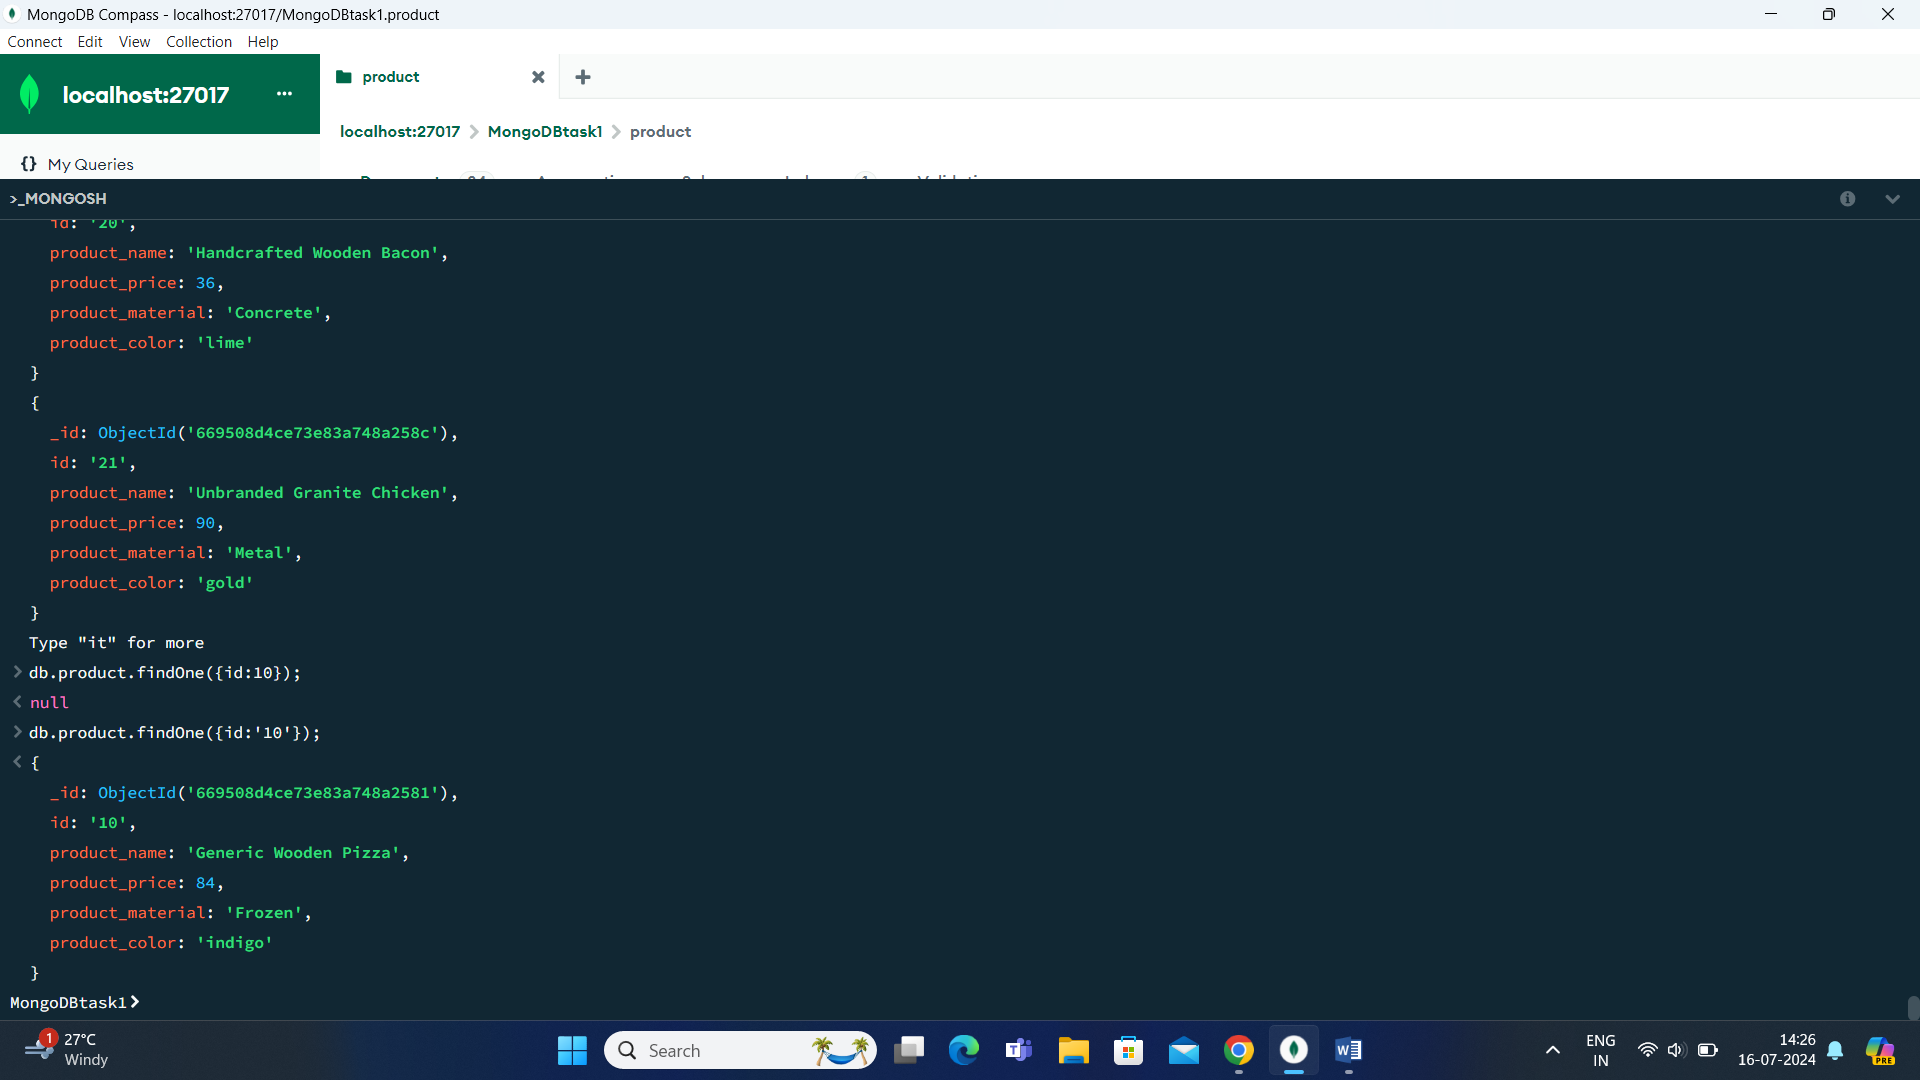 MongoDB Compass - localhost:27017/MongoDBtask1.product
Connect Edit View Collection Help
localhost:27017 ...
product
localhost:27017 > MongoDBtask1 > product
{} My Queries
>_MONGOSH
id: '20',
product_name: 'Handcrafted Wooden Bacon',
product_price: 36,
product_material: 'Concrete',
product_color: 'lime'
}
{
_id: ObjectId('669508d4ce73e83a748a258c'),
id: '21',
product_name: 'Unbranded Granite Chicken',
product_price: 90,
product_material: 'Metal',
product_color: 'gold'
}
Type "it" for more
> db.product.findOne({id:10});
< null
> db.product.findOne({id:'10'});
< {
_id: ObjectId('669508d4ce73e83a748a2581'),
id: '10',
product_name: 'Generic Wooden Pizza',
product_price: 84,
product_material: 'Frozen',
product_color: 'indigo'
}
MongoDBtask1>
1 27°C
Windy
Search
ENG
IN
14:26
16-07-2024
PRE